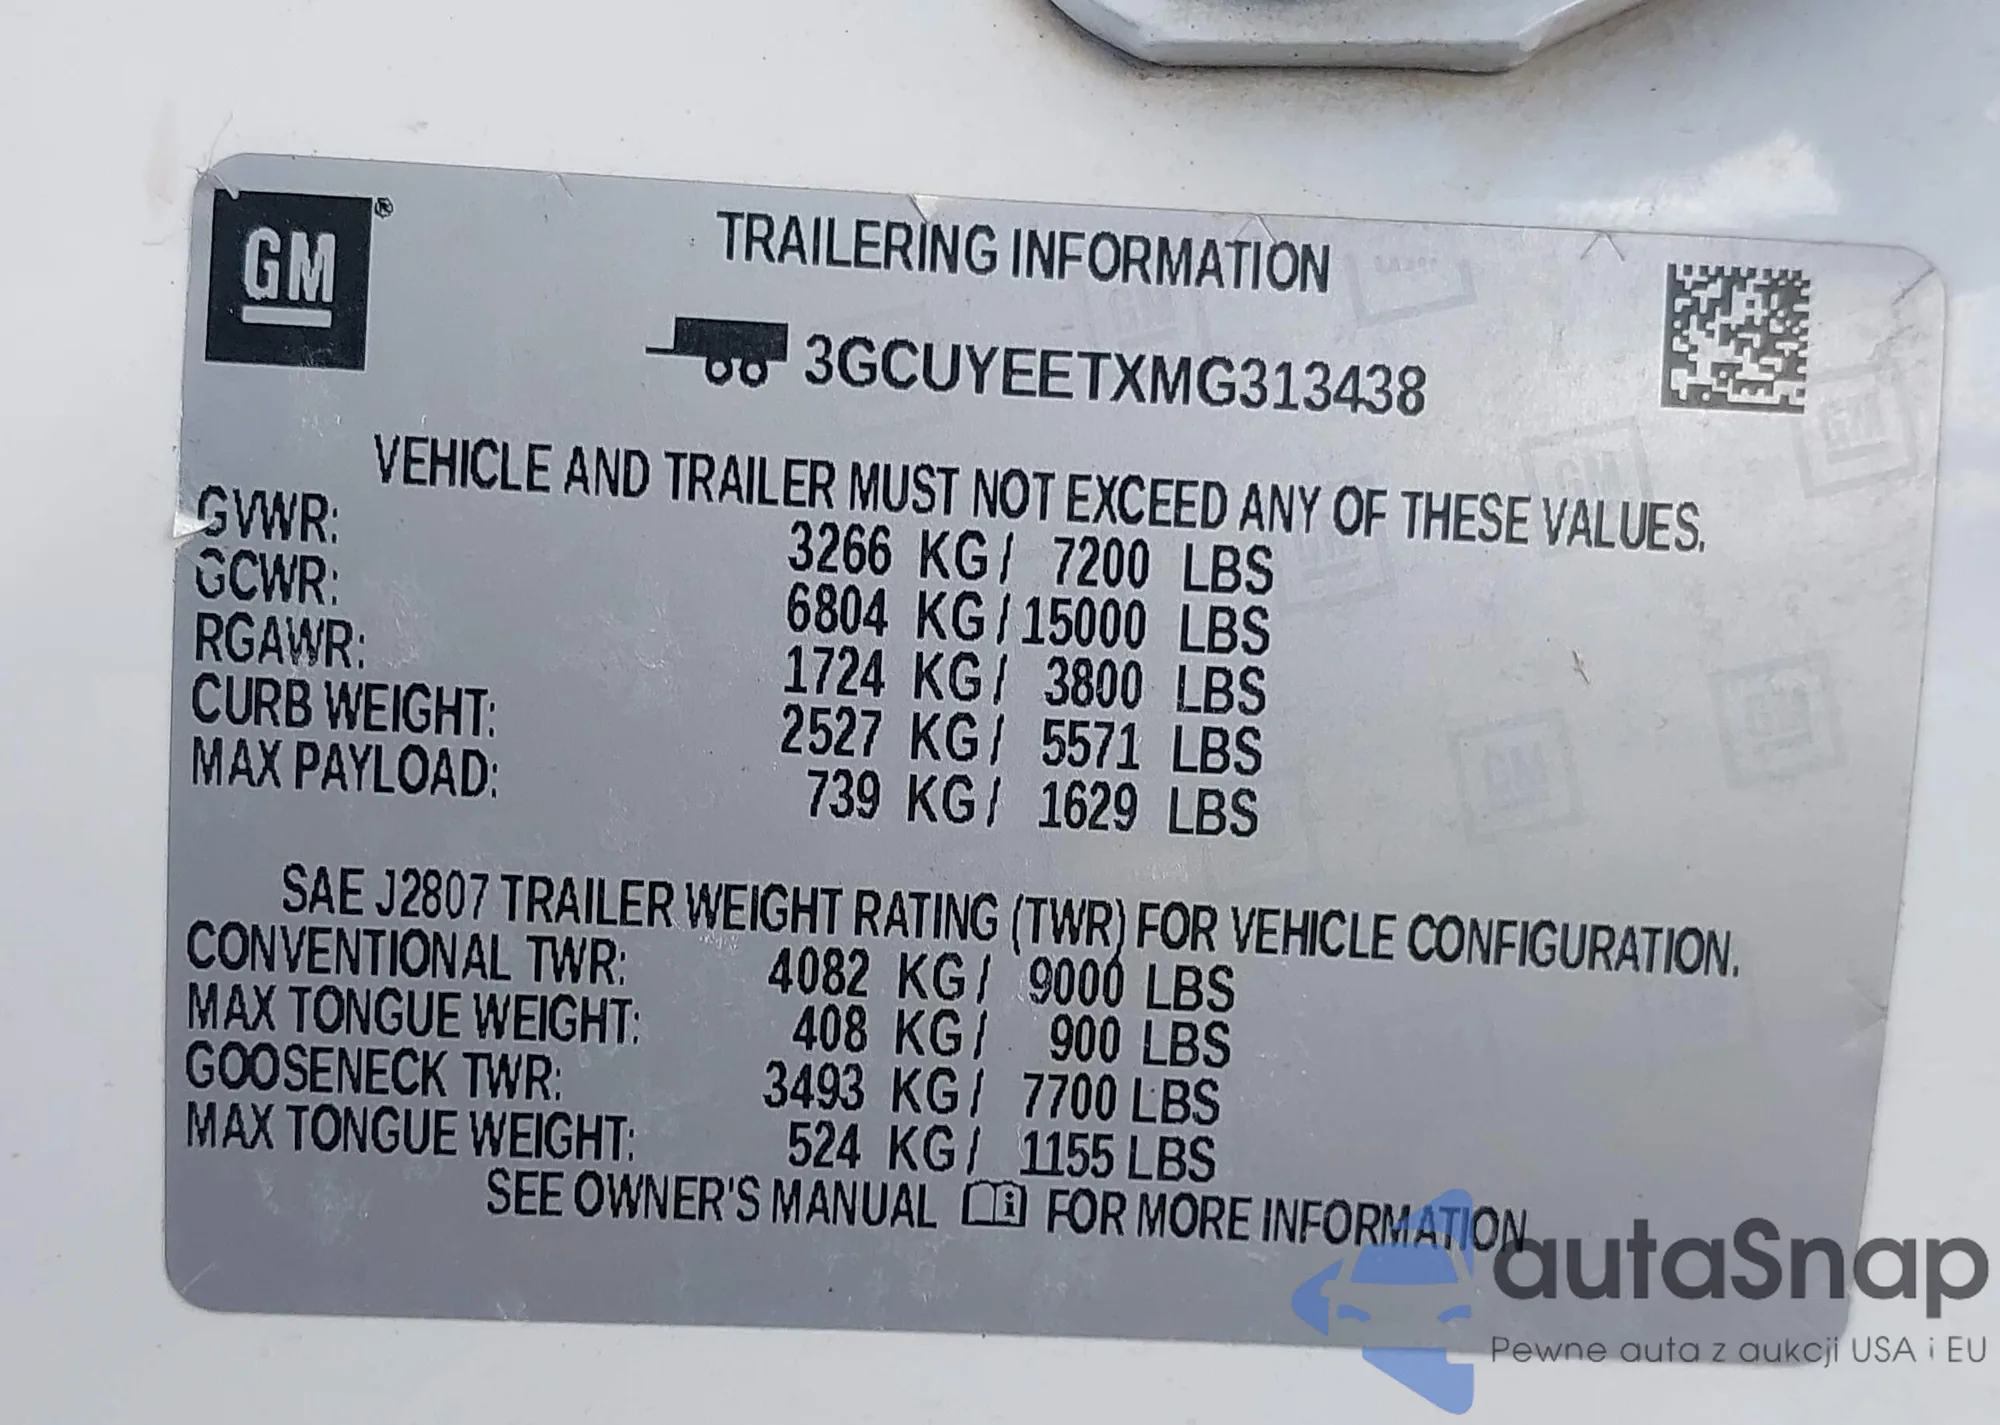 GM®
TRAILERING INFORMATION
3GCUYEETXMG313438
VEHICLE AND TRAILER MUST NOT EXCEED ANY OF THESE VALUES.
GVWR: 3266 KG/ 7200 LBS
GCWR: 6804 KG/15000 LBS
RGAWR: 1724 KG/ 3800 LBS
CURB WEIGHT: 2527 KG/ 5571 LBS
MAX PAYLOAD: 739 KG/ 1629 LBS
SAE J2807 TRAILER WEIGHT RATING (TWR) FOR VEHICLE CONFIGURATION.
CONVENTIONAL TWR: 4082 KG/ 9000 LBS
MAX TONGUE WEIGHT: 408 KG/ 900 LBS
GOOSENECK TWR: 3493 KG/ 7700 LBS
MAX TONGUE WEIGHT: 524 KG/ 1155 LBS
SEE OWNER'S MANUAL FOR MORE INFORMATION
autaSnap
Pewne auta z aukcji USA i EU